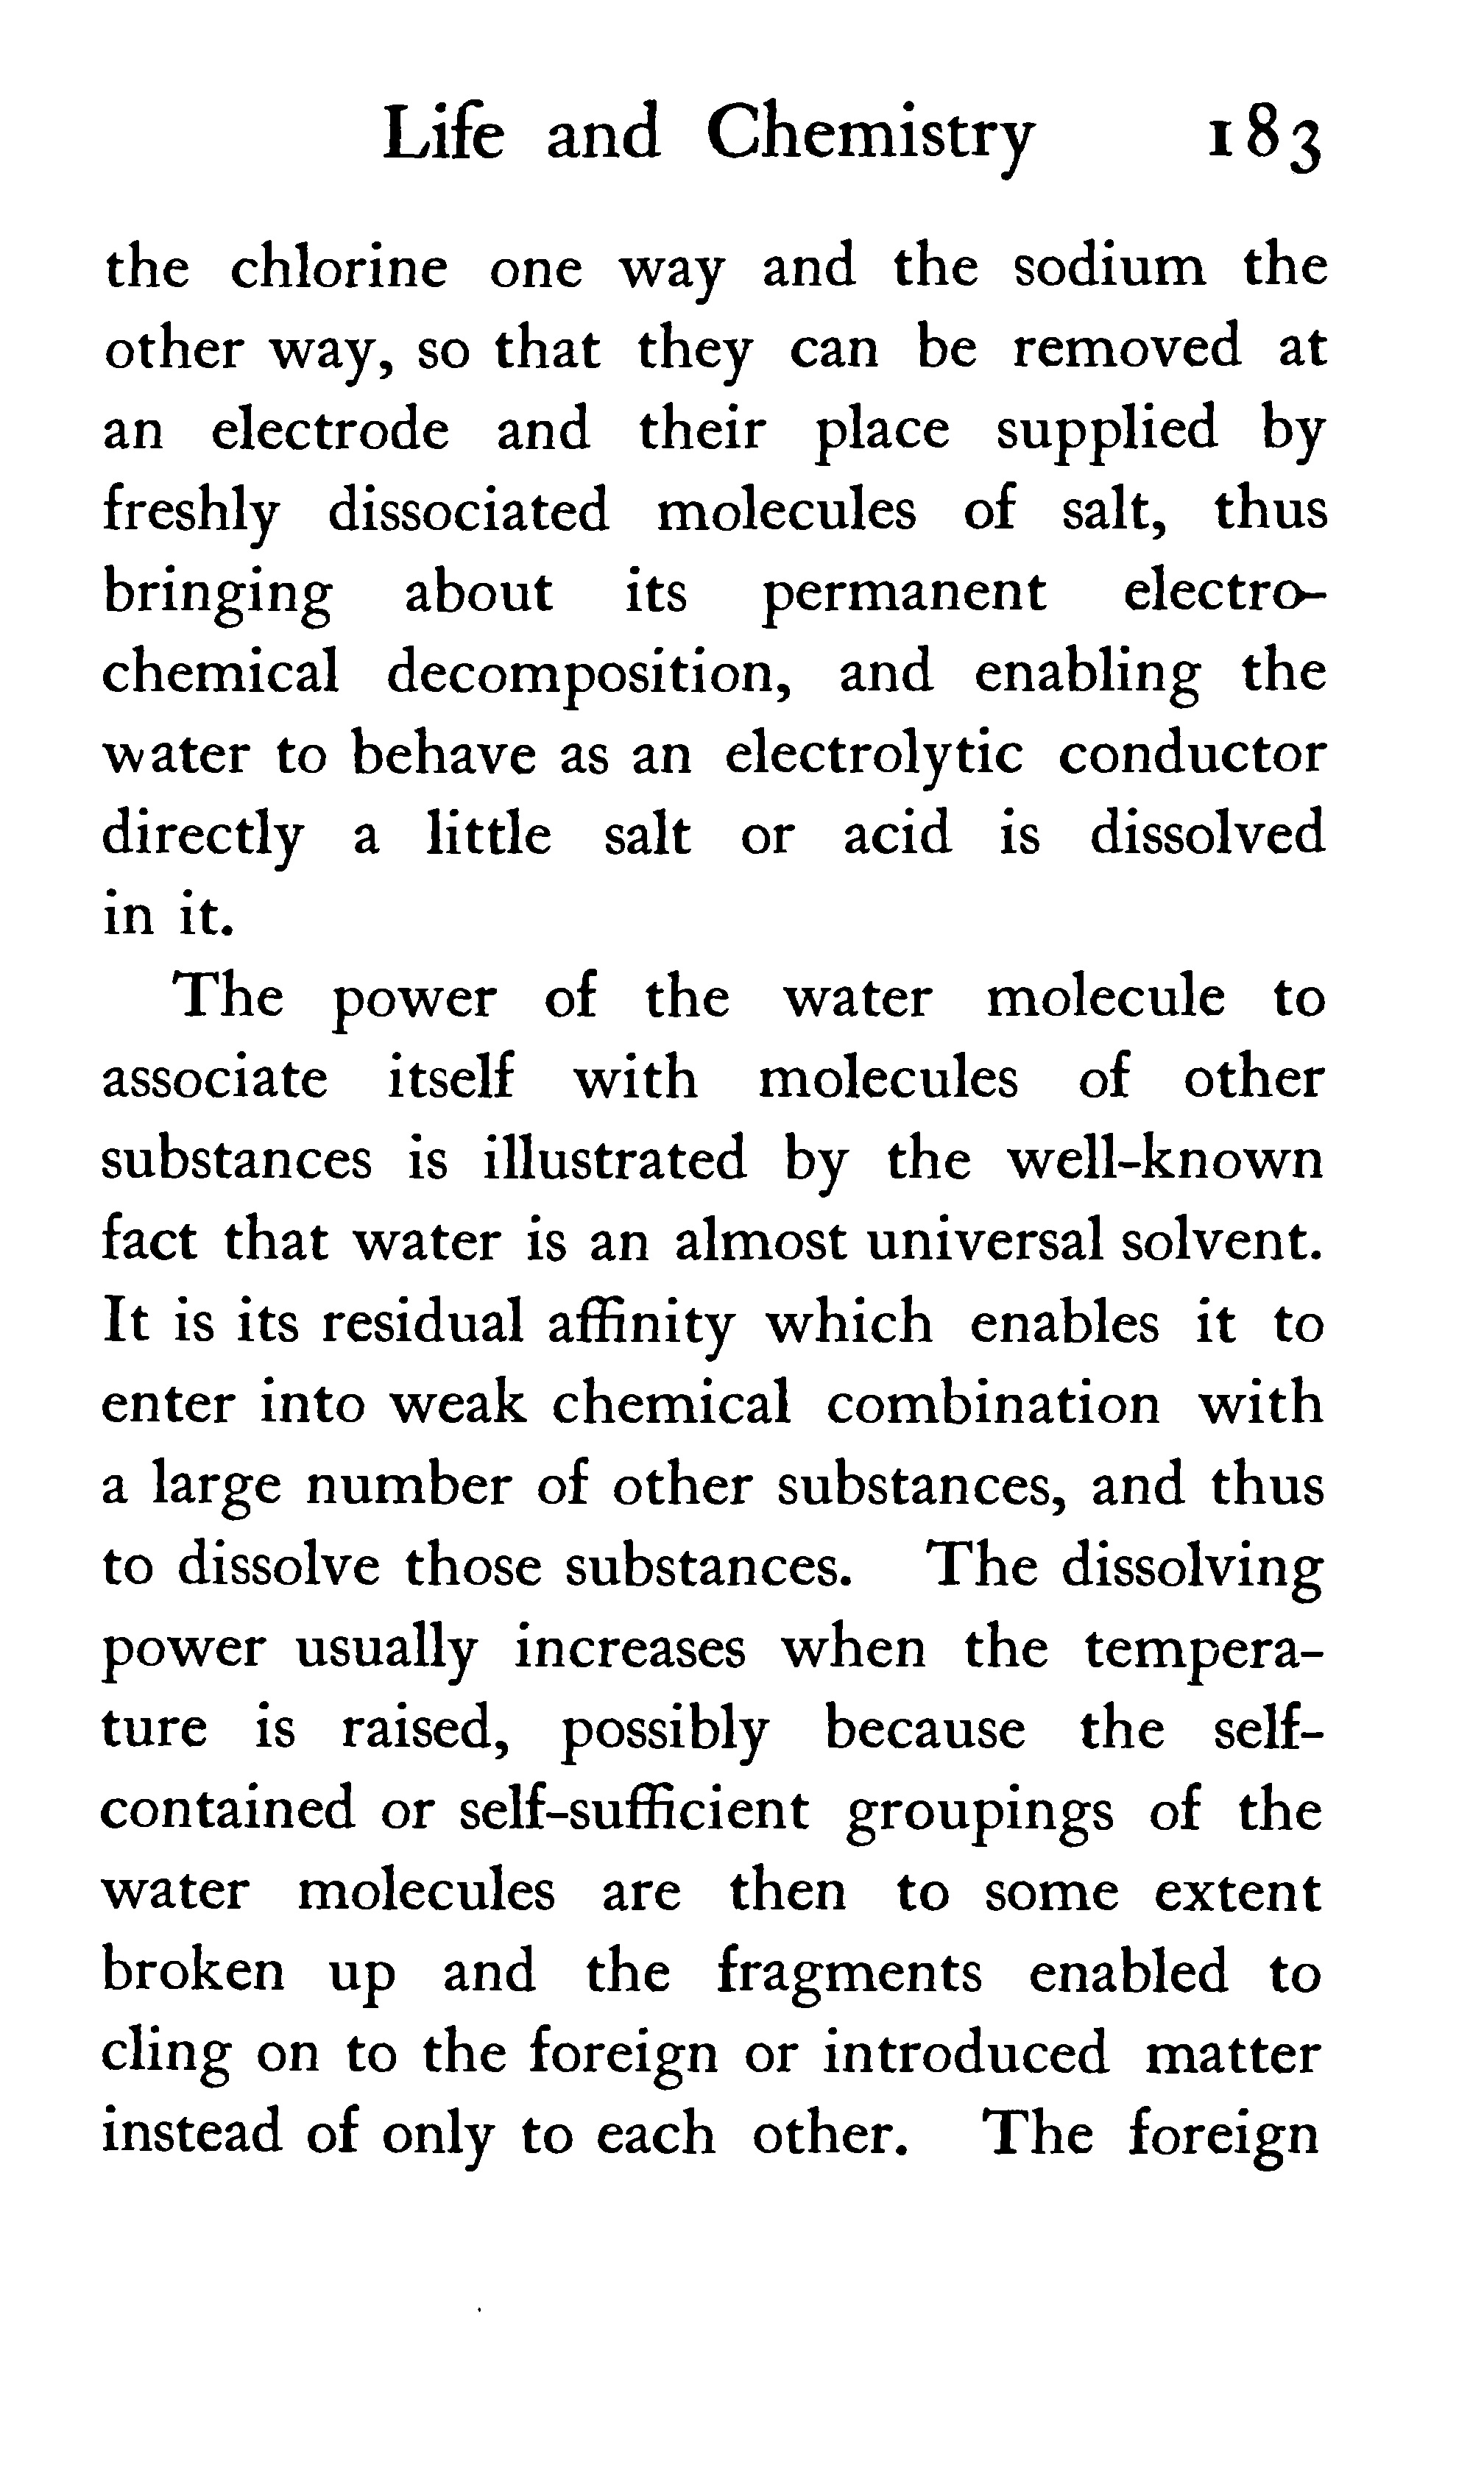 Life and Chemistry 183
the chlorine one way and the sodium the
other way, so that they can be removed at
an electrode and their place supplied by
freshly dissociated molecules of salt, thus
bringing about its permanent electro-
chemical decomposition, and enabling the
water to behave as an electrolytic conductor
directly a little salt or acid is dissolved
in it.
The power of the water molecule to
associate itself with molecules of other
substances is illustrated by the well-known
fact that water is an almost universal solvent.
It is its residual affinity which enables it to
enter into weak chemical combination with
a large number of other substances, and thus
to dissolve those substances. The dissolving
power usually increases when the tempera-
ture is raised, possibly because the self-
contained or self-sufficient groupings of the
water molecules are then to some extent
broken up and the fragments enabled to
cling on to the foreign or introduced matter
instead of only to each other. The foreign